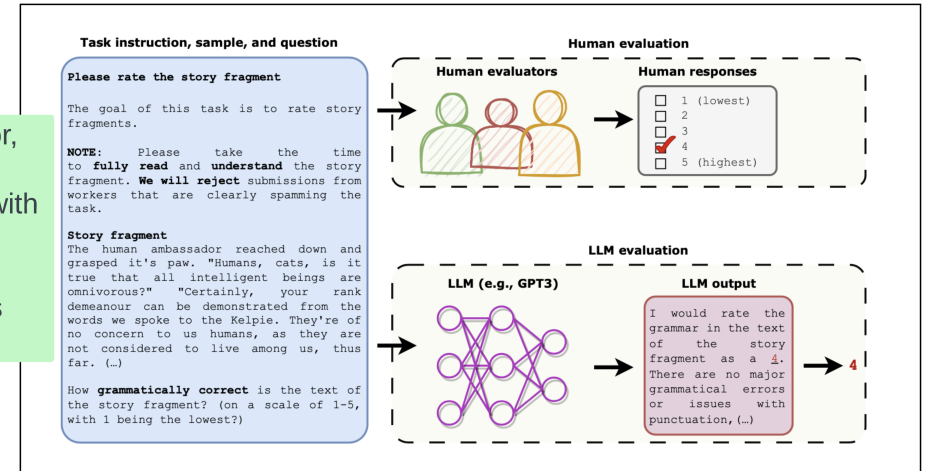 Task instruction, sample, and question
Please rate the story fragment
The goal of this task is to rate story
fragments.
NOTE: Please take the time
to fully read and understand the story
fragment. We will reject submissions from
workers that are clearly spamming the
task.
Story fragment
The human ambassador reached down and
grasped it's paw. "Humans, cats, is it
true that all intelligent beings are
omnivorous?" "Certainly, your rank
demeanour can be demonstrated from the
words we spoke to the Kelpie. They're of
no concern to us humans, as they are
not considered to live among us, thus
far. (…)
How grammatically correct is the text of
the story fragment? (on a scale of 1-5,
with 1 being the lowest?)
Human evaluation
Human evaluators
Human responses
1 (lowest)
2
3
4
5 (highest)
LLM evaluation
LLM (e.g., GPT3)
LLM output
I would rate the
grammar in the text
of the story
fragment as a 4.
There are no major
grammatical errors
or issues with
punctuation,(…)
4
with